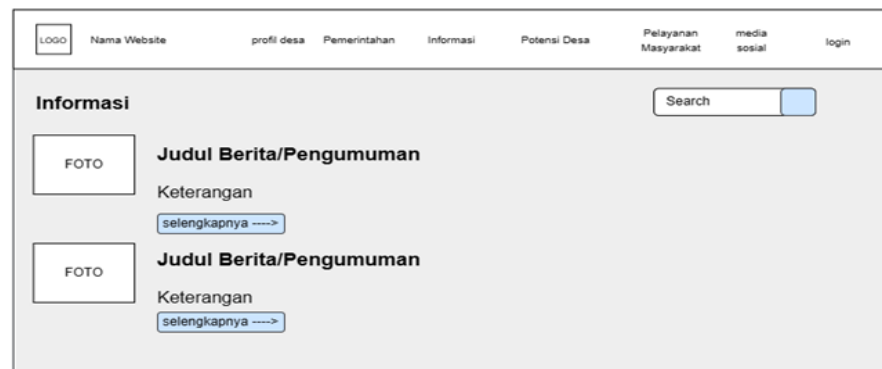 LOGO Nama Website profil desa Pemerintahan Informasi Potensi Desa Pelayanan Masyarakat media sosial login
Informasi Search
FOTO Judul Berita/Pengumuman
Keterangan
selengkapnya ---->
FOTO Judul Berita/Pengumuman
Keterangan
selengkapnya ---->